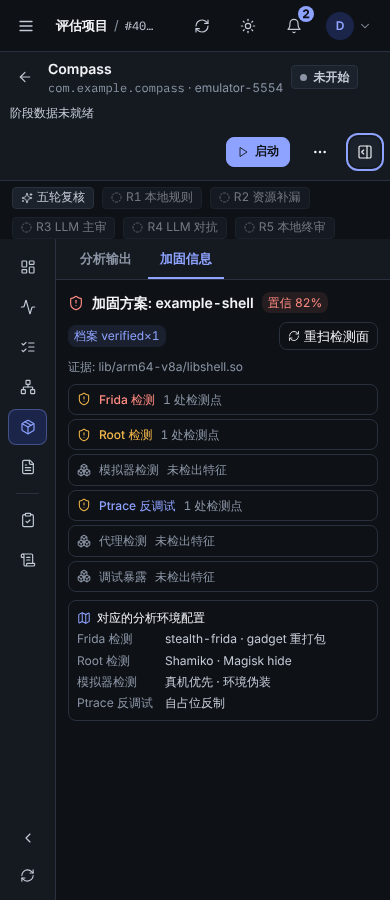 评估项目 / #40…
2
D
Compass
com.example.compass · emulator-5554
未开始
阶段数据未就绪
启动
五轮复核 R1 本地规则 R2 资源补漏
R3 LLM 主审 R4 LLM 对抗 R5 本地终审
分析输出 加固信息
加固方案: example-shell 置信 82%
档案 verified×1 重扫检测面
证据: lib/arm64-v8a/libshell.so
Frida 检测 1 处检测点
Root 检测 1 处检测点
模拟器检测 未检出特征
Ptrace 反调试 1 处检测点
代理检测 未检出特征
调试暴露 未检出特征
对应的分析环境配置
Frida 检测 stealth-frida · gadget 重打包
Root 检测 Shamiko · Magisk hide
模拟器检测 真机优先 · 环境伪装
Ptrace 反调试 自占位反制